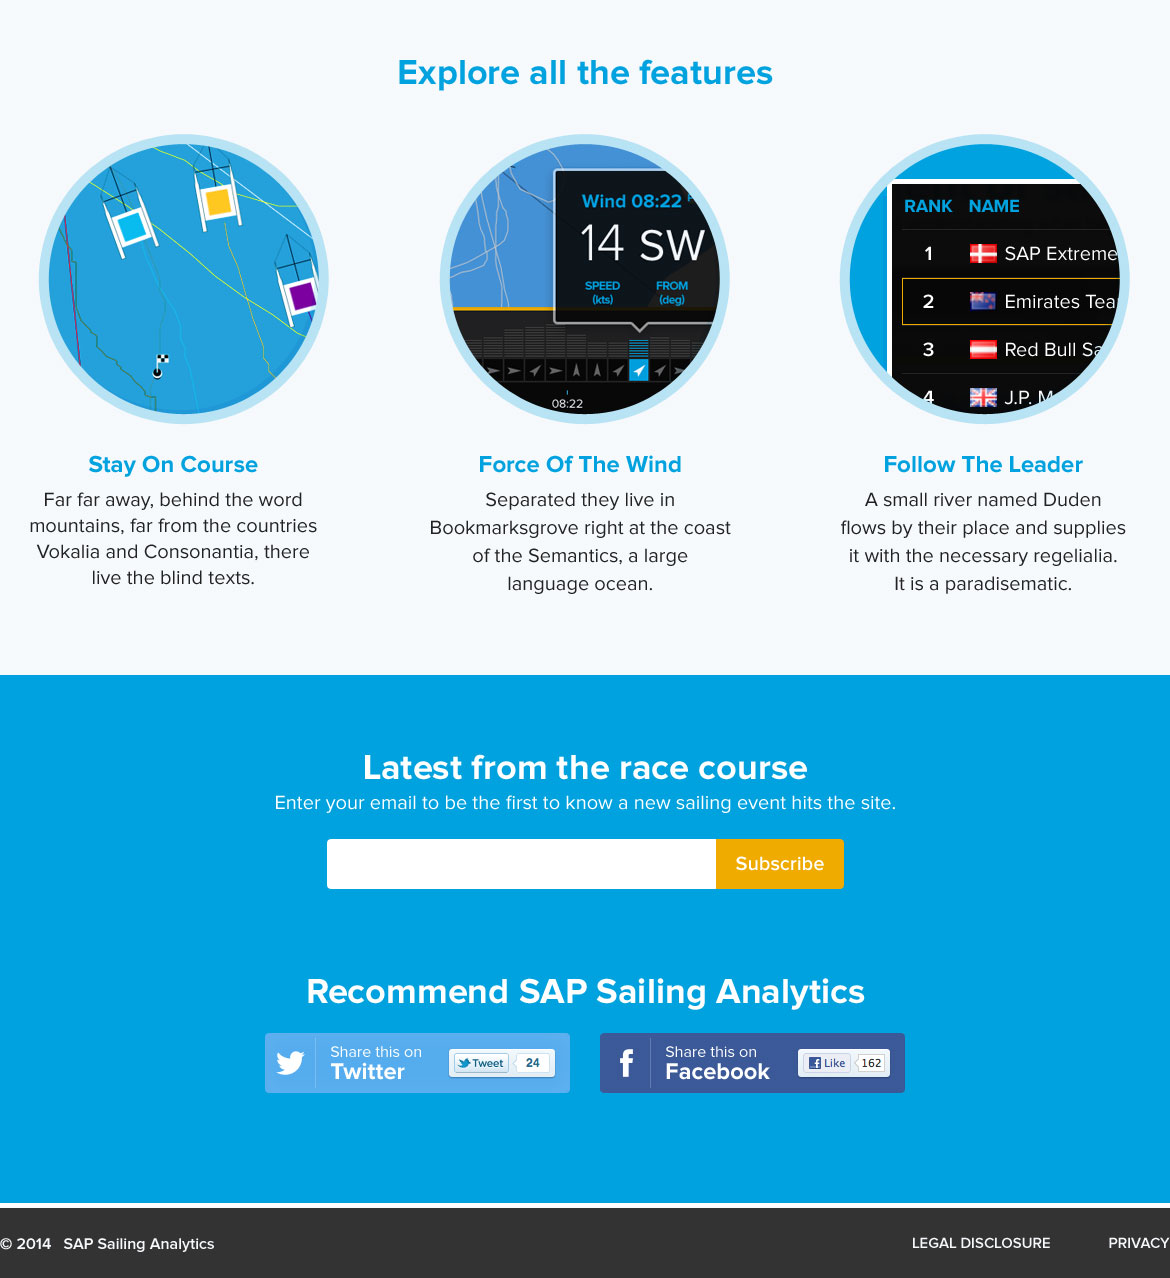 Explore all the features
Wind 08:22
14 SW
SPEED FROM
(kts) (deg)
08:22
RANK NAME
1 SAP Extreme
2 Emirates
3 Red Bull
4 J.P.
Stay On Course
Far far away, behind the word
mountains, far from the countries
Vokalia and Consonantia, there
live the blind texts.
Force Of The Wind
Separated they live in
Bookmarksgrove right at the coast
of the Semantics, a large
language ocean.
Follow The Leader
A small river named Duden
flows by their place and supplies
it with the necessary regelialia.
It is a paradisematic.
Latest from the race course
Enter your email to be the first to know a new sailing event hits the site.
Subscribe
Recommend SAP Sailing Analytics
Share this on
Twitter
Tweet 24
Share this on
Facebook
Like 162
© 2014 SAP Sailing Analytics
LEGAL DISCLOSURE PRIVACY